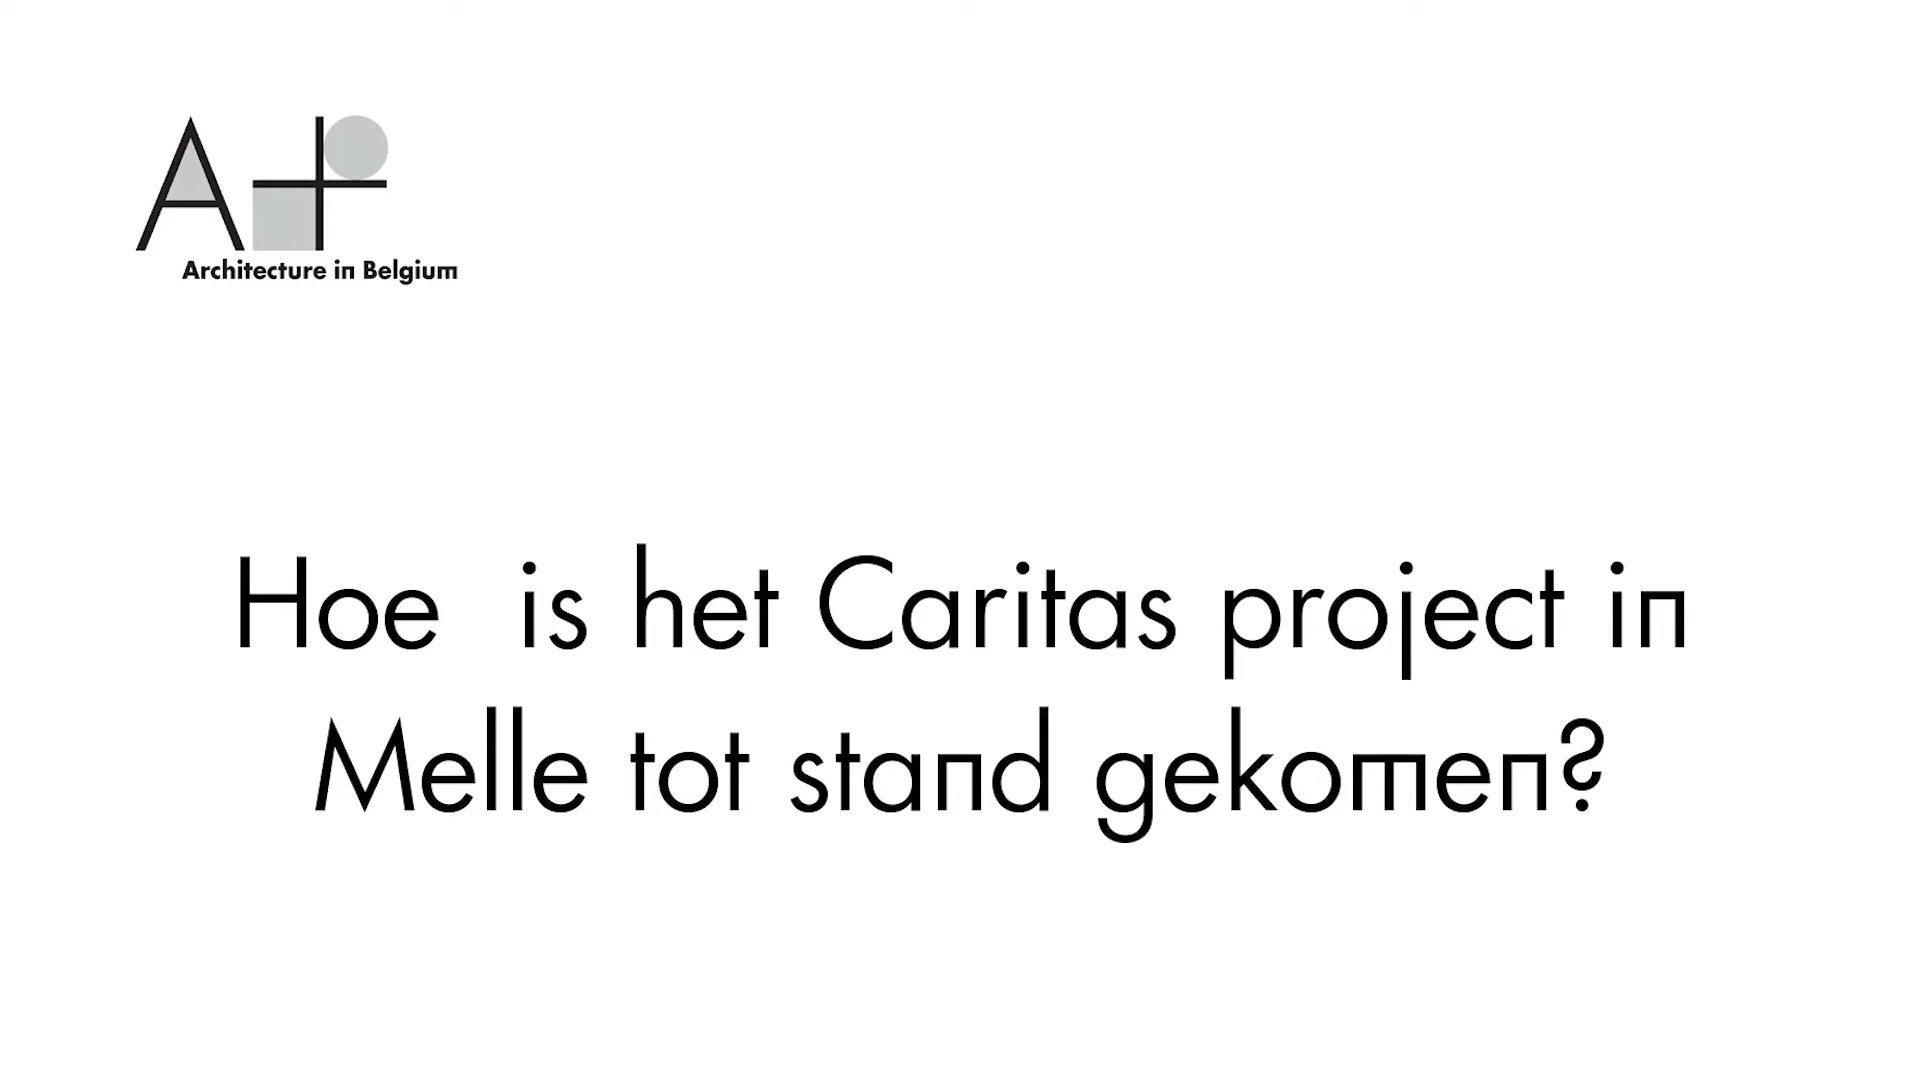 A+
Architecture in Belgium
Hoe  is het Caritas project in
Melle tot stand gekomen?